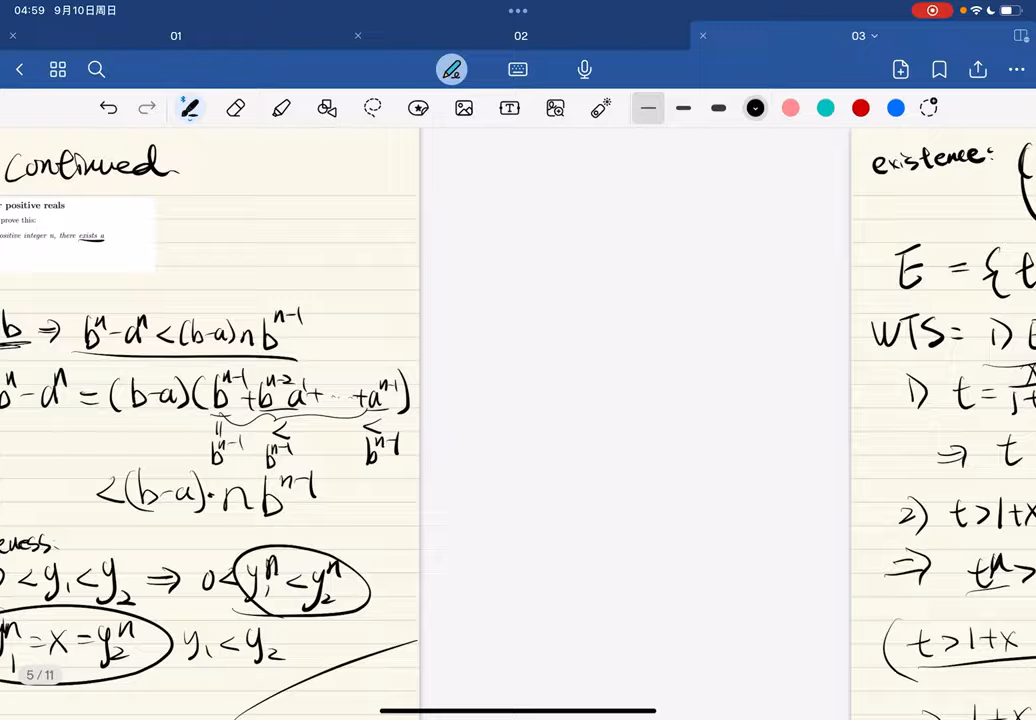 04:59 9月10日周日
01
02
03
continued
positive reals
prove this:
ositive integer n, there exists a
b ⇒ bⁿ-aⁿ <(b-a)n bⁿ⁻¹
bⁿ-aⁿ = (b-a)(bⁿ⁻¹+bⁿ⁻²a¹+ ... +aⁿ⁻¹)
|| < <
bⁿ⁻¹ bⁿ⁻¹ bⁿ⁻¹
<(b-a)·n bⁿ⁻¹
eness:
<y₁<y₂ ⇒ 0<y₁ⁿ<y₂ⁿ
y₁ⁿ=x=y₂ⁿ y₁<y₂
5 / 11
existence:
E = {t
WTS: 1)
1) t =
⇒ t
2) t>1+x
⇒ tⁿ>
(t>1+x